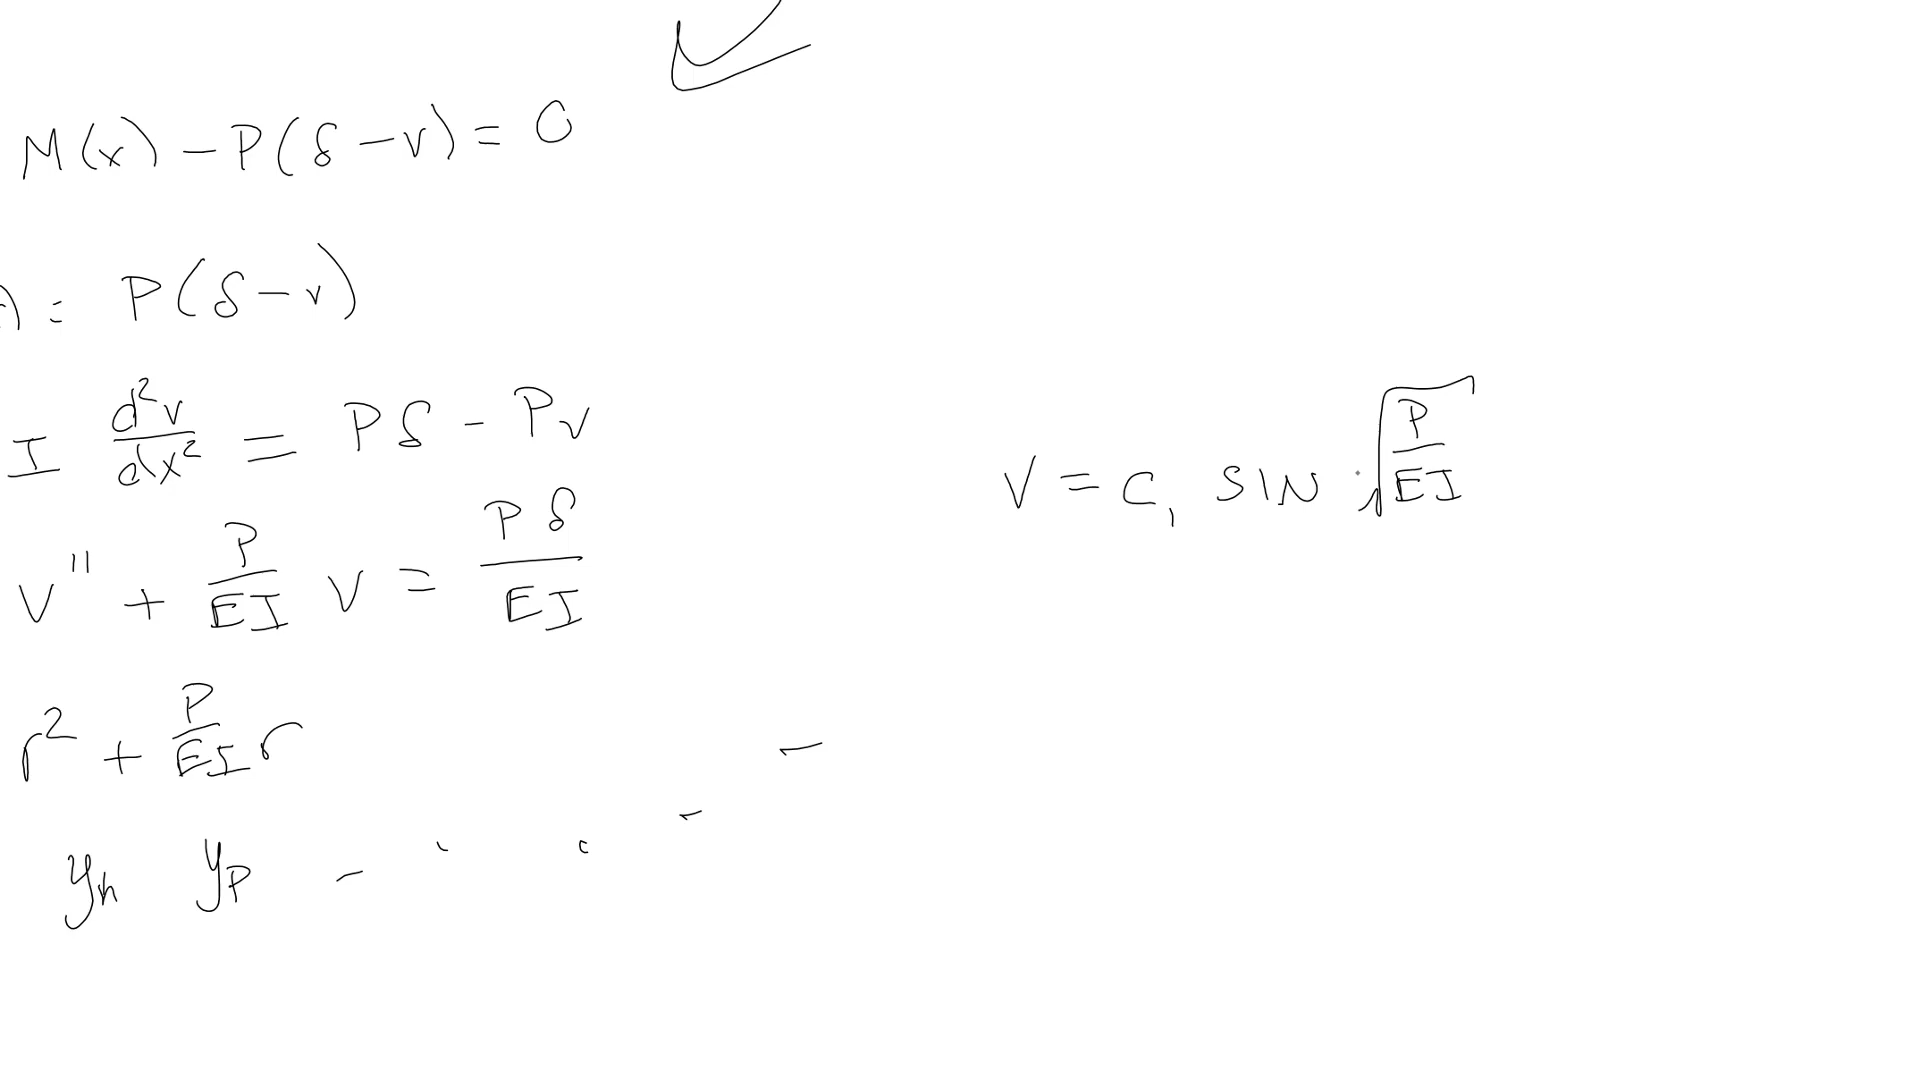 M(x) - P(δ - v) = 0
) = P(δ - v)
I d²v/dx² = Pδ - Pv
v'' + P/EI v = Pδ/EI
r² + P/EI r
y_h y_p -
v = c₁ SIN √(P/EI)